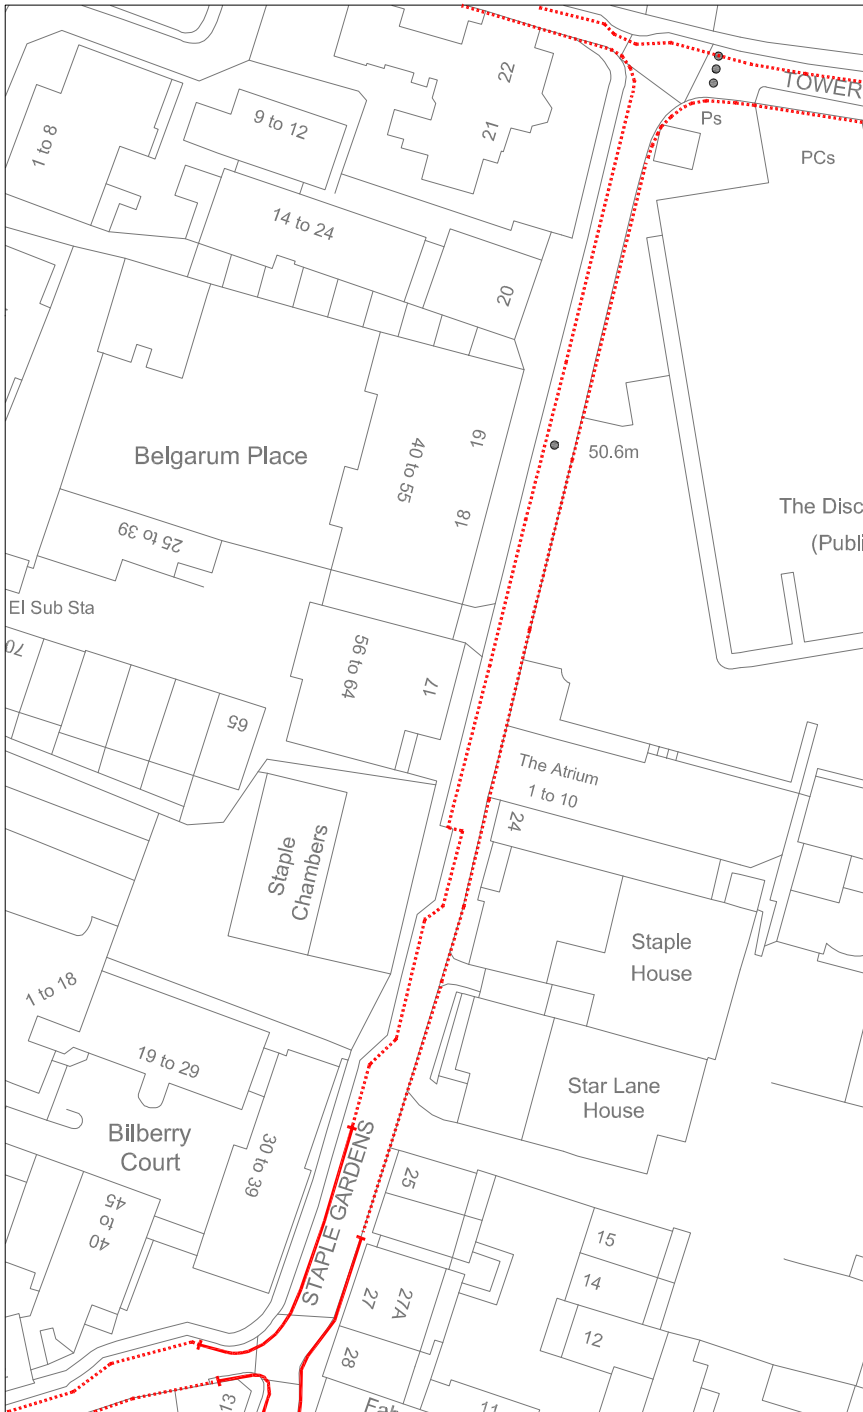 22
TOWER
21
Ps
9 to 12
1 to 8
PCs
14 to 24
20
19
40 to 55
50.6m
Belgarum Place
18
The Disc
25 to 39
(Publi
El Sub Sta
70
56 to 64
17
65
The Atrium
1 to 10
24
Staple
Chambers
Staple
House
1 to 18
19 to 29
Star Lane
House
Bilberry
Court
30 to 39
STAPLE GARDENS
25
45
to
40
15
14
27
27A
12
28
13
11